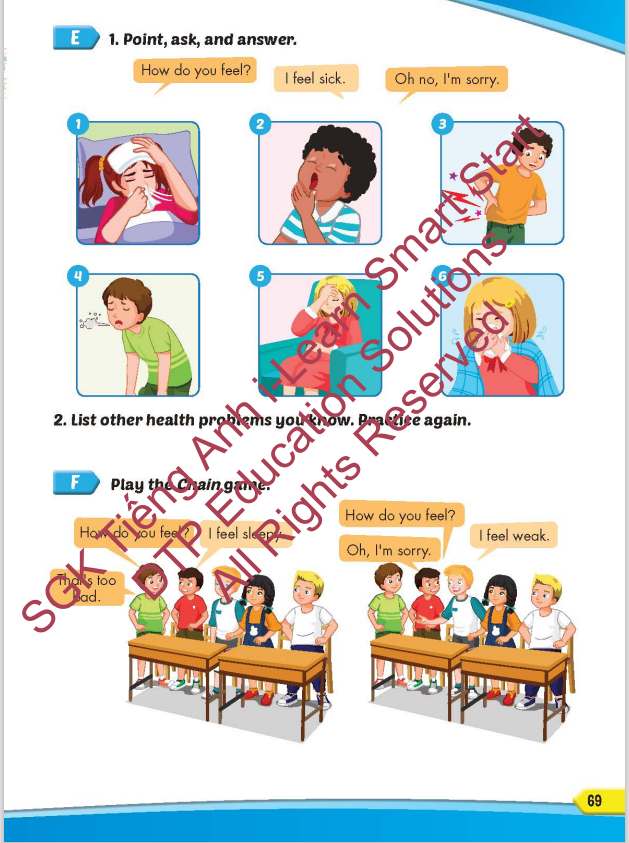 E 1. Point, ask, and answer.
How do you feel?
I feel sick.
Oh no, I'm sorry.
1
2
3
4
5
6
2. List other health problems you know. Practice again.
F Play the Chain game.
How do you feel?
I feel sleepy.
That's too
bad.
How do you feel?
Oh, I'm sorry.
I feel weak.
SGK Tiếng Anh i-Learn Smart Start
DTP Education Solutions
All Rights Reserved
69